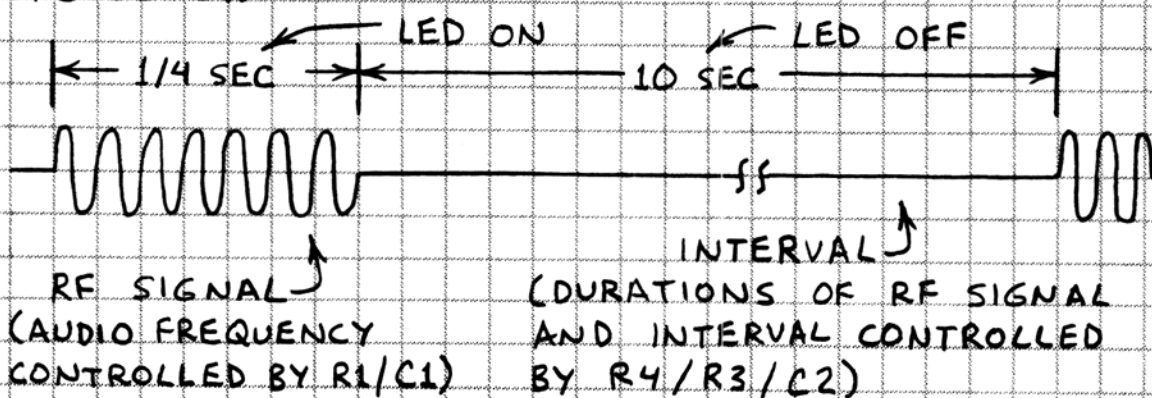 LED ON LED OFF
1/4 SEC 10 SEC
INTERVAL
RF SIGNAL (DURATIONS OF RF SIGNAL
(AUDIO FREQUENCY AND INTERVAL CONTROLLED
CONTROLLED BY R1/C1) BY R4/R3/C2)